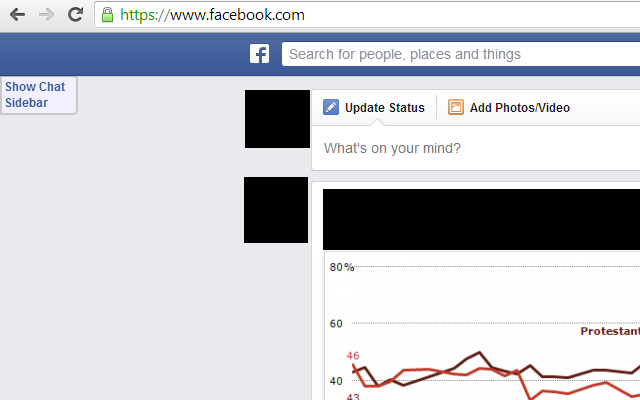 https://www.facebook.com
Search for people, places and things
Show Chat
Sidebar
Update Status
Add Photos/Video
What's on your mind?
80%
60
Protestant
46
40
43